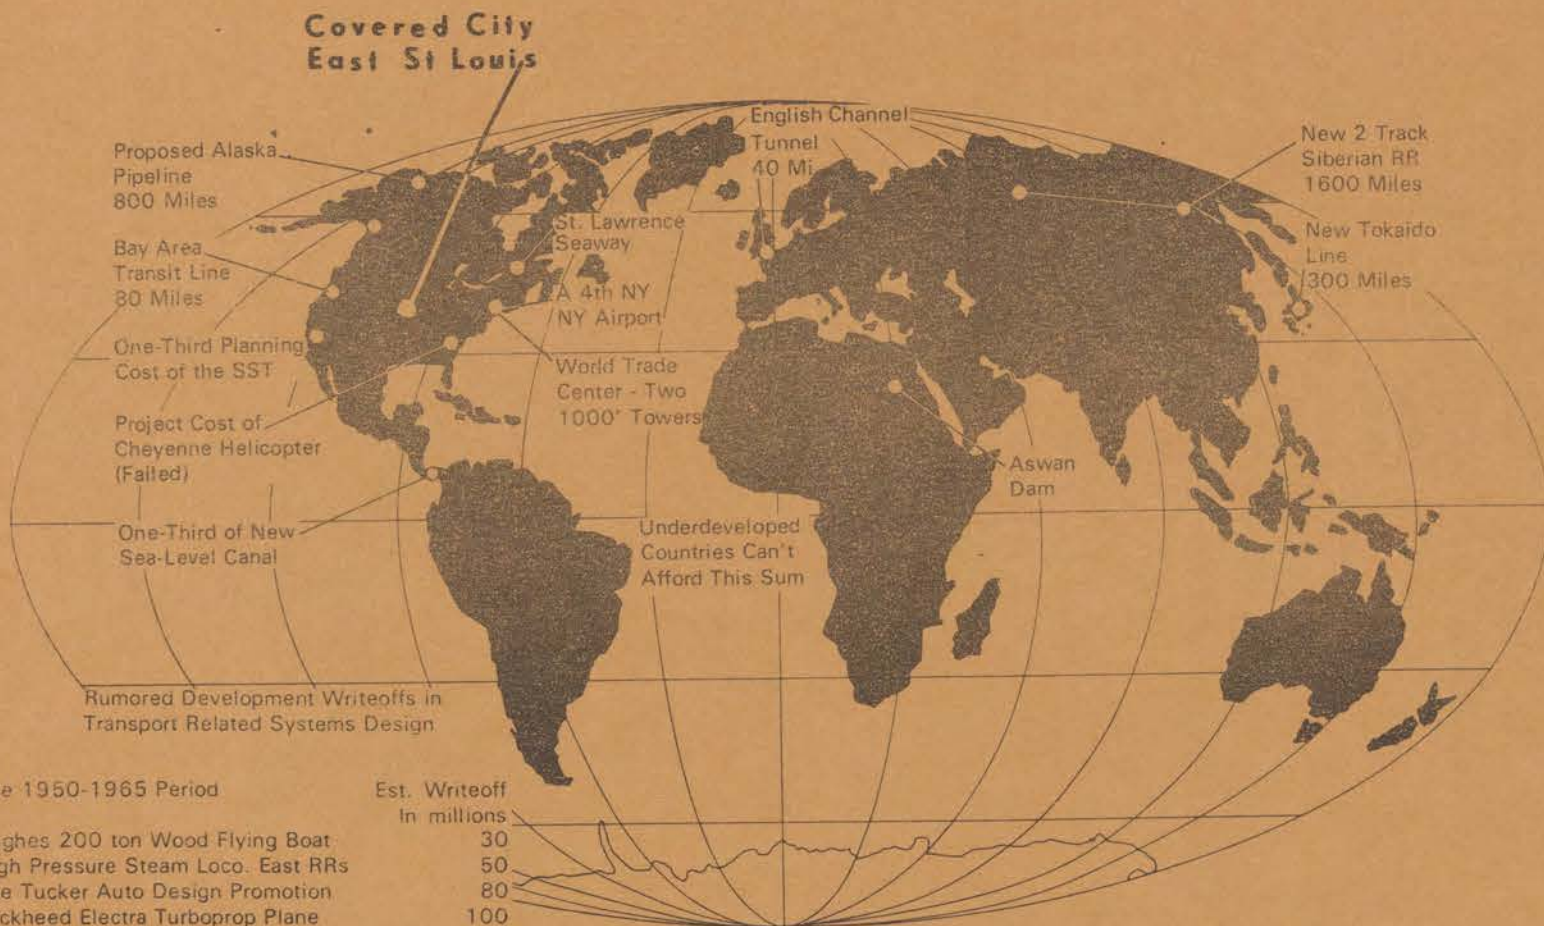 Covered City
East St Louis
Proposed Alaska
Pipeline
800 Miles
Bay Area
Transit Line
80 Miles
One-Third Planning
Cost of the SST
Project Cost of
Cheyenne Helicopter
(Failed)
One-Third of New
Sea-Level Canal
St. Lawrence
Seaway
A 4th NY
NY Airport
World Trade
Center - Two
1000' Towers
English Channel
Tunnel
40 Mi
New 2 Track
Siberian RR
1600 Miles
New Tokaido
Line
300 Miles
Aswan
Dam
Underdeveloped
Countries Can't
Afford This Sum
Rumored Development Writeoffs in
Transport Related Systems Design
e 1950-1965 Period
Est. Writeoff
In millions
ghes 200 ton Wood Flying Boat 30
gh Pressure Steam Loco. East RRs 50
e Tucker Auto Design Promotion 80
ckheed Electra Turboprop Plane 100